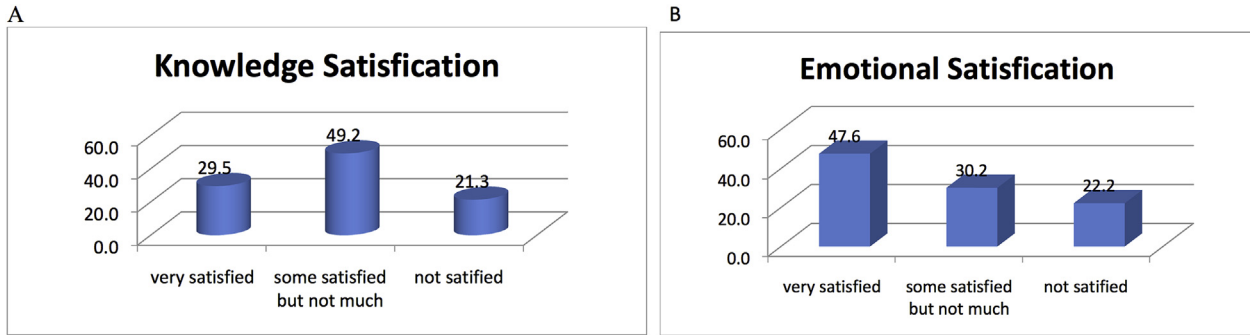 A
Knowledge Satisfication
60.0
40.0
20.0
0.0
29.5
49.2
21.3
very satisfied
some satisfied
but not much
not satified
B
Emotional Satisfication
60.0
40.0
20.0
0.0
47.6
30.2
22.2
very satisfied
some satisfied
but not much
not satified